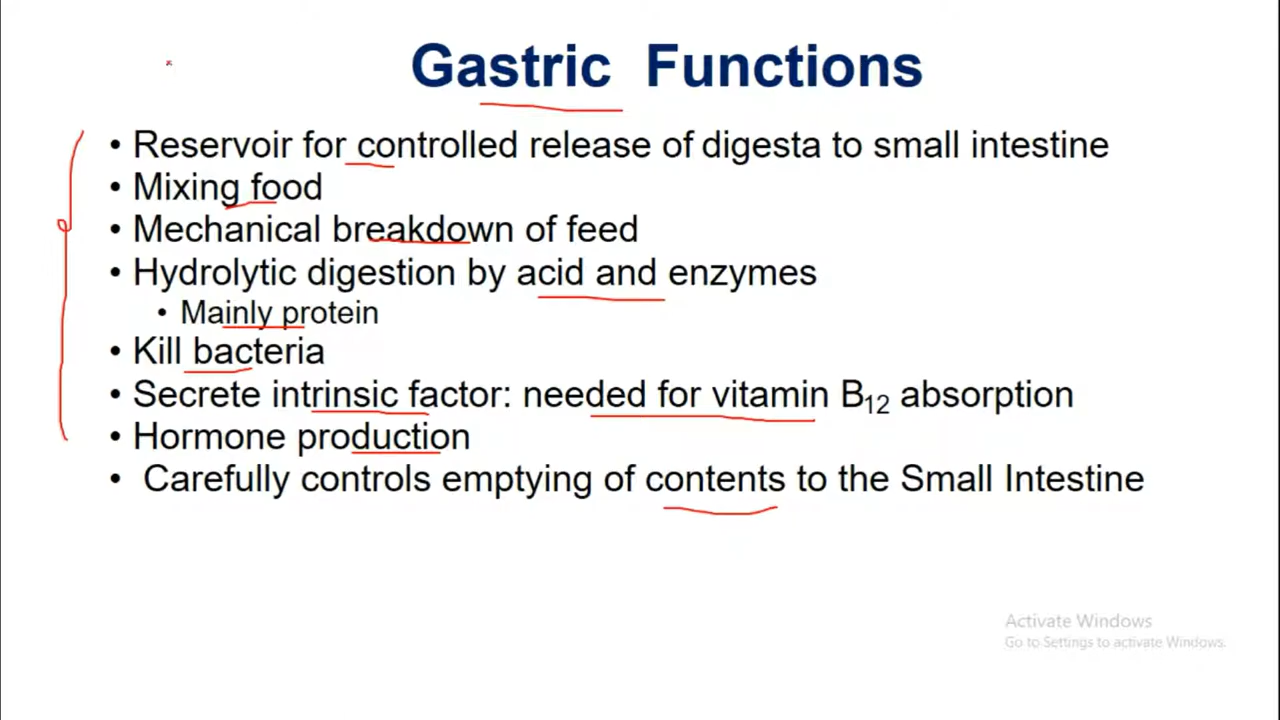 Gastric Functions
• Reservoir for controlled release of digesta to small intestine
• Mixing food
• Mechanical breakdown of feed
• Hydrolytic digestion by acid and enzymes
• Mainly protein
• Kill bacteria
• Secrete intrinsic factor: needed for vitamin B₁₂ absorption
• Hormone production
• Carefully controls emptying of contents to the Small Intestine
Activate Windows
Go to Settings to activate Windows.